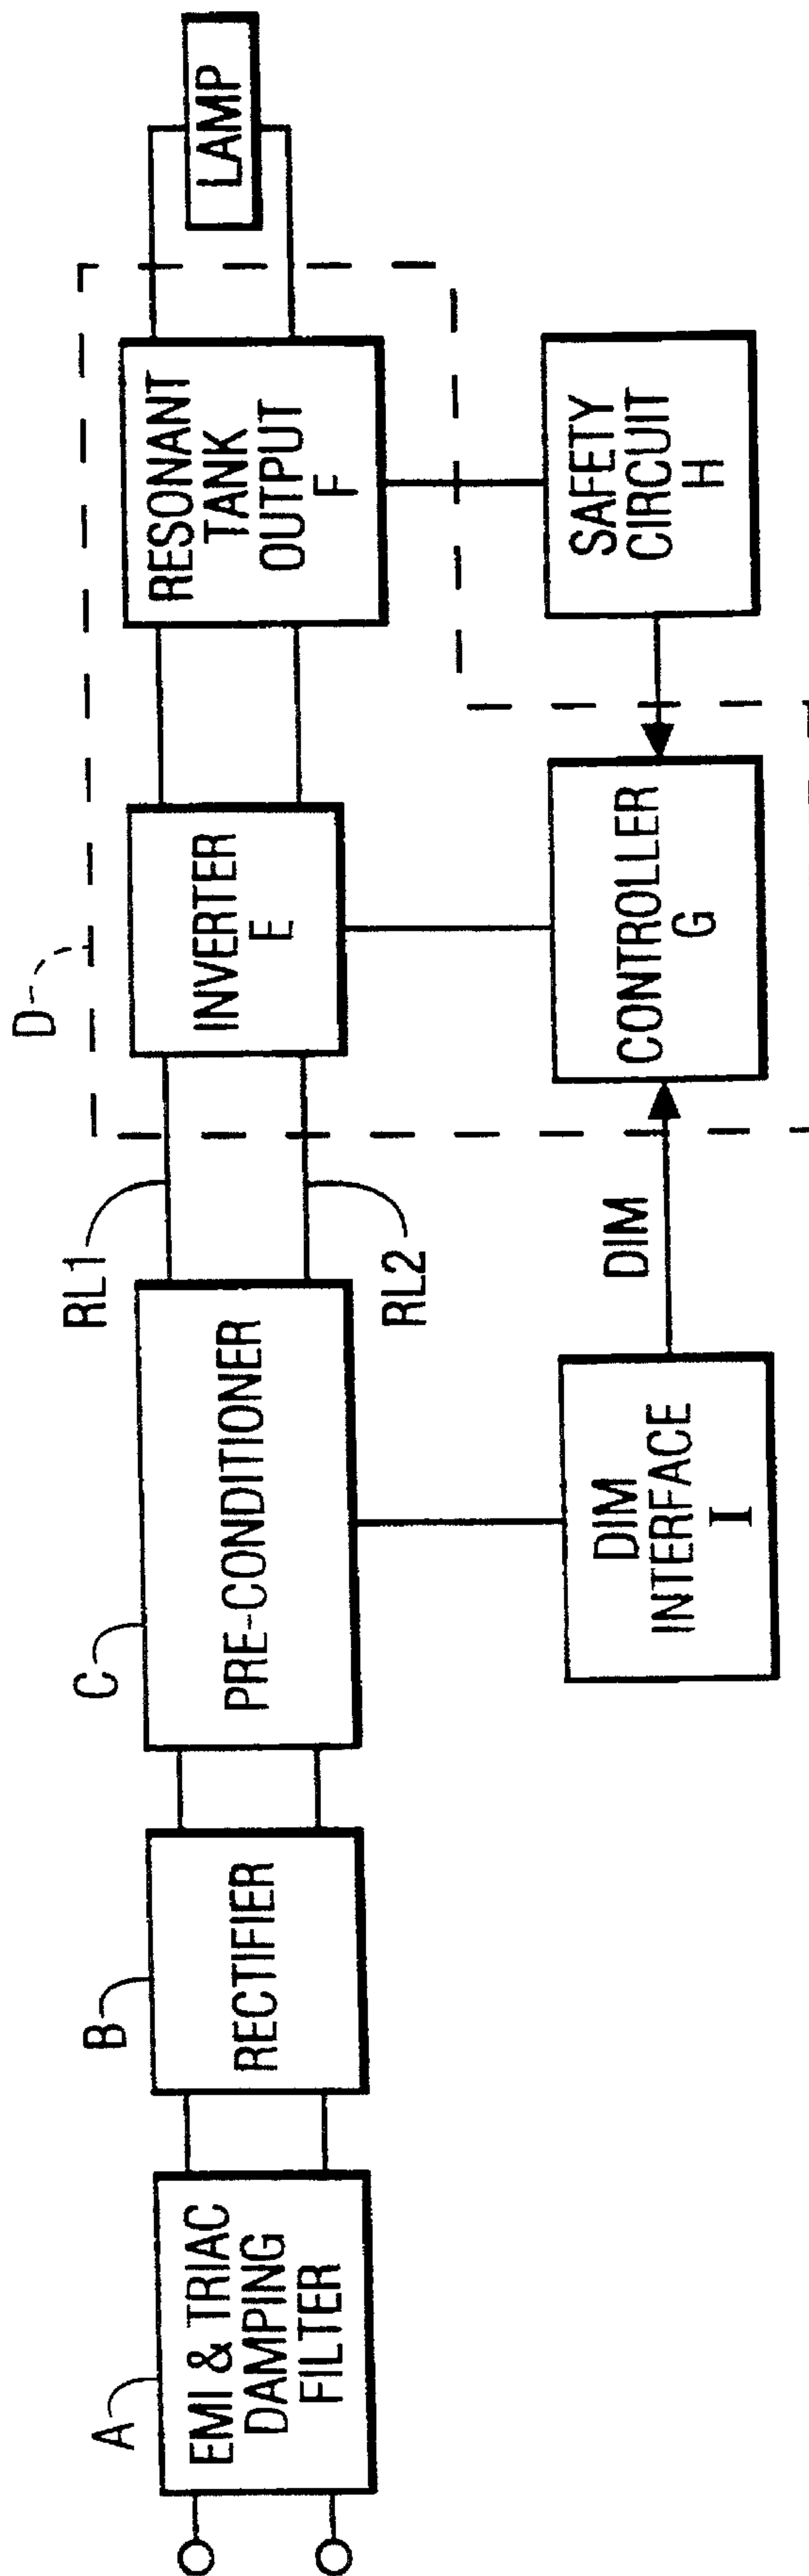 A
EMI & TRIAC
DAMPING
FILTER
B
RECTIFIER
C
PRE-CONDITIONER
RL1
RL2
D
INVERTER
E
RESONANT
TANK
OUTPUT
F
LAMP
DIM
INTERFACE
I
DIM
CONTROLLER
G
SAFETY
CIRCUIT
H